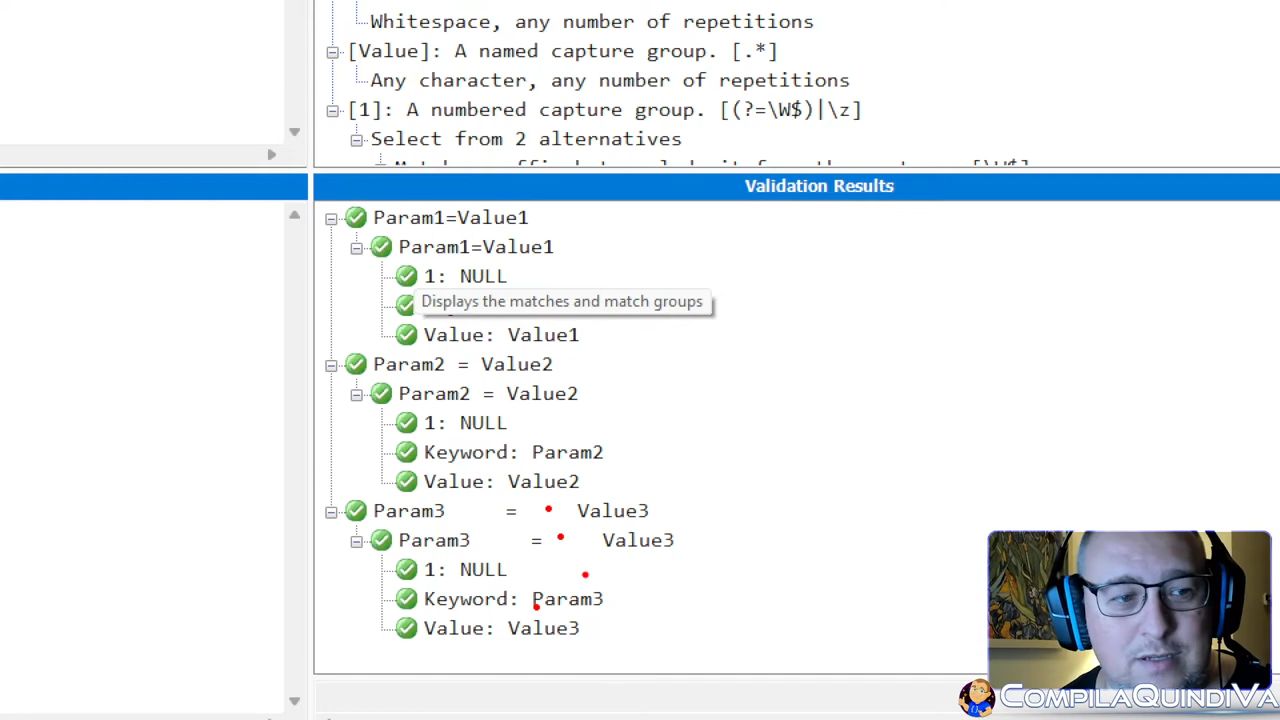 Whitespace, any number of repetitions
[Value]: A named capture group. [.*]
Any character, any number of repetitions
[1]: A numbered capture group. [(?=\W$)|\z]
Select from 2 alternatives
Validation Results
Param1=Value1
Param1=Value1
1: NULL
Displays the matches and match groups
Value: Value1
Param2 = Value2
Param2 = Value2
1: NULL
Keyword: Param2
Value: Value2
Param3     =     Value3
Param3     =     Value3
1: NULL
Keyword: Param3
Value: Value3
CompilaQuindiVa